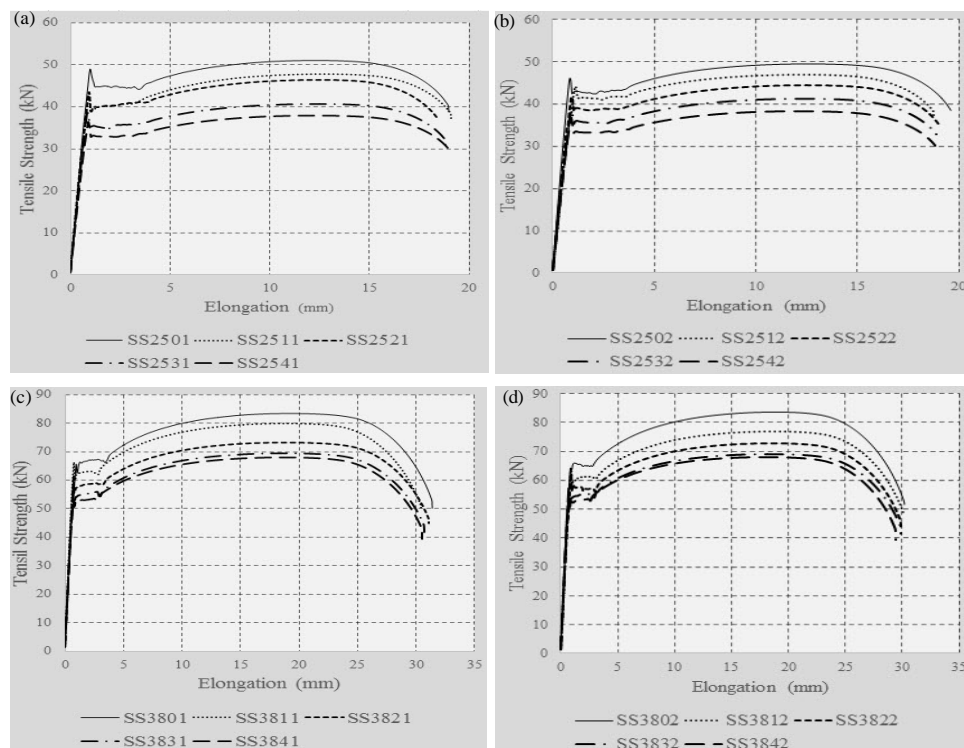 (a)
Tensile Strength (kN)
60
50
40
30
20
10
0
0 5 10 15 20
Elongation (mm)
SS2501 SS2511 SS2521
SS2531 SS2541
(b)
Tensile Strength (kN)
60
50
40
30
20
10
0
0 5 10 15 20
Elongation (mm)
SS2502 SS2512 SS2522
SS2532 SS2542
(c)
Tensil Strength (kN)
90
80
70
60
50
40
30
20
10
0
0 5 10 15 20 25 30 35
Elongation (mm)
SS3801 SS3811 SS3821
SS3831 SS3841
(d)
Tensile Strength (kN)
90
80
70
60
50
40
30
20
10
0
0 5 10 15 20 25 30 35
Elongation (mm)
SS3802 SS3812 SS3822
SS3832 SS3842